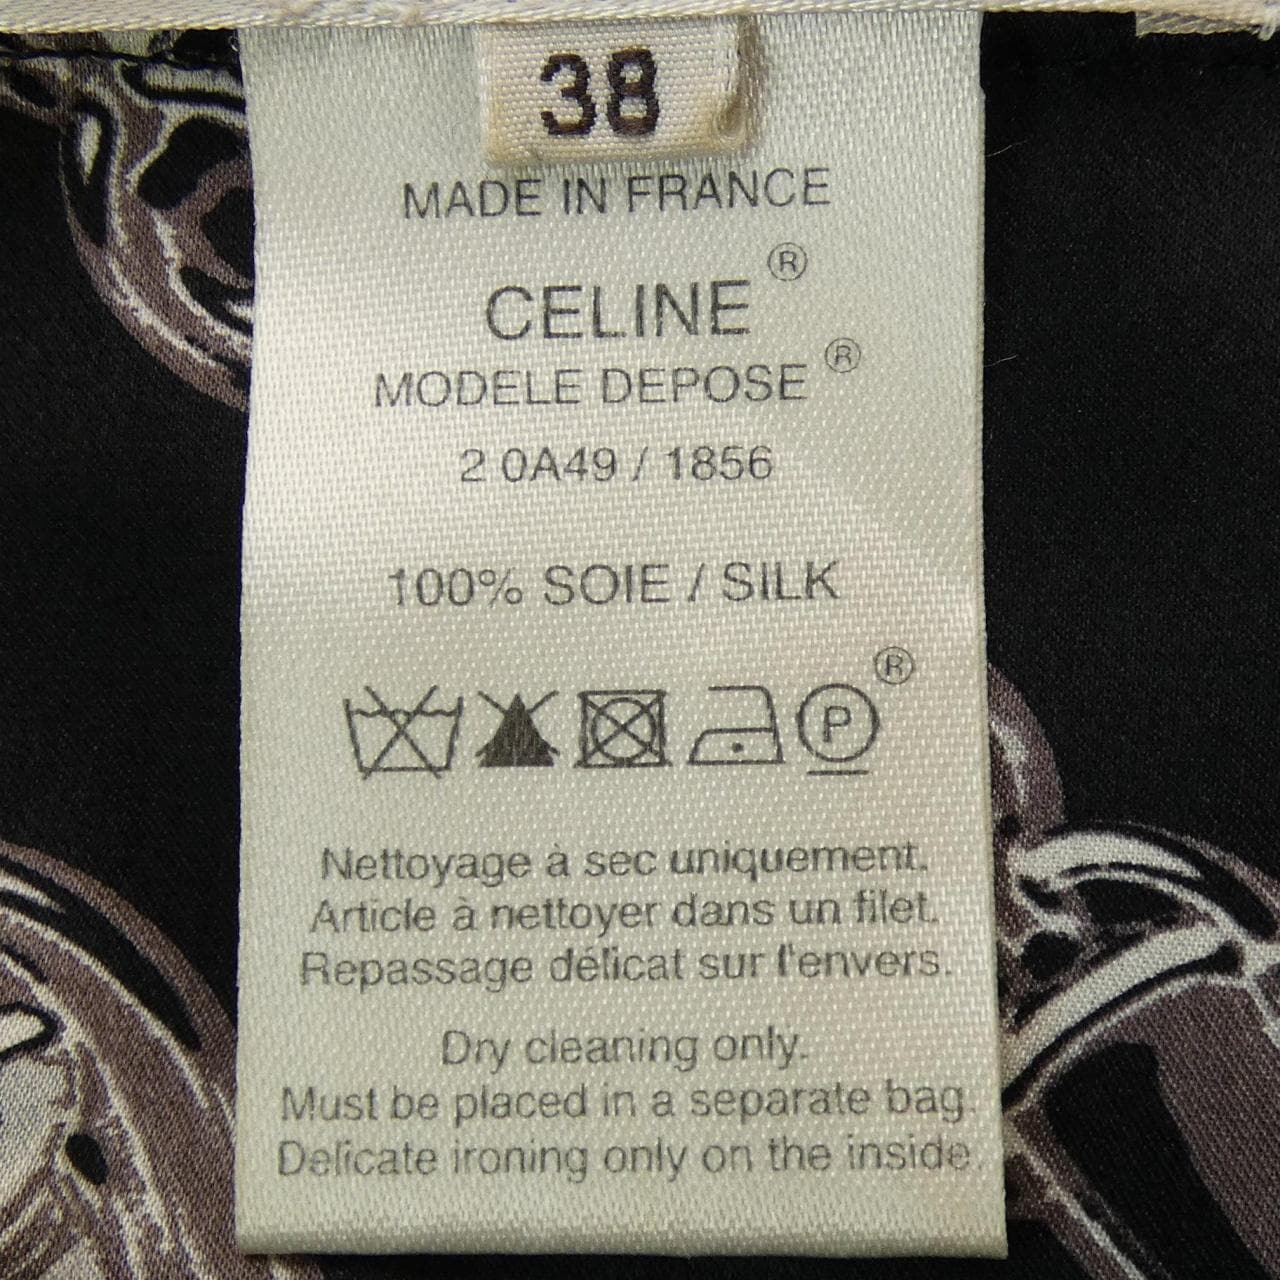 38
MADE IN FRANCE
CELINE ®
MODELE DEPOSE ®
2 0A49 / 1856
100% SOIE / SILK
®
P
Nettoyage à sec uniquement.
Article à nettoyer dans un filet.
Repassage délicat sur l'envers.
Dry cleaning only.
Must be placed in a separate bag.
Delicate ironing only on the inside.